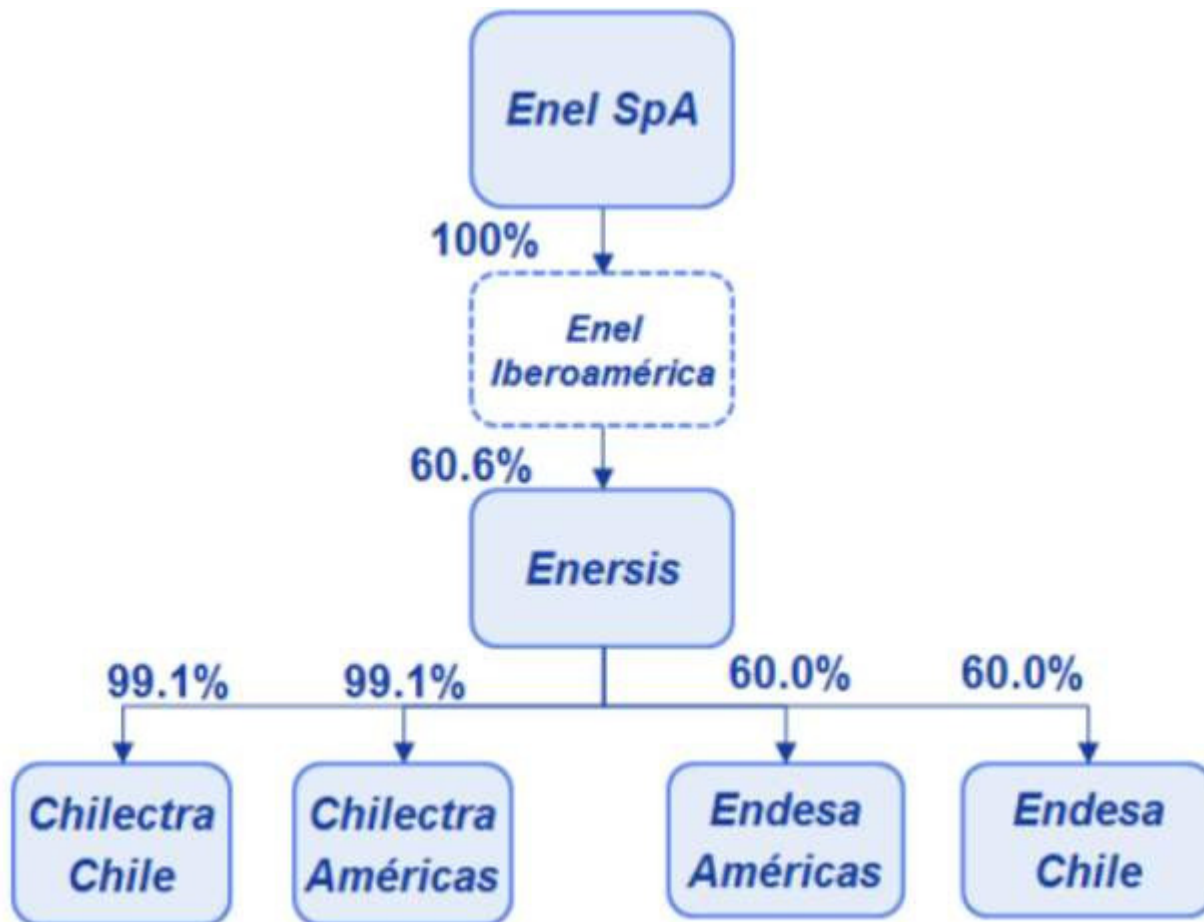 Enel SpA
100%
Enel
Iberoamérica
60.6%
Enersis
99.1%
99.1%
60.0%
60.0%
Chilectra
Chile
Chilectra
Américas
Endesa
Américas
Endesa
Chile